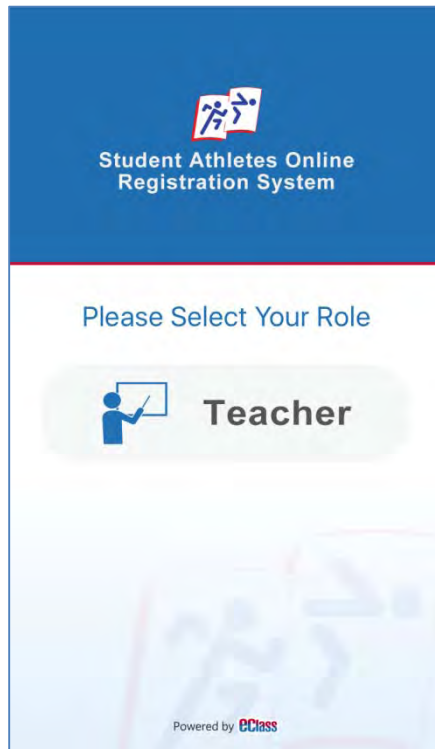 Student Athletes Online
Registration System
Please Select Your Role
Teacher
Powered by eClass